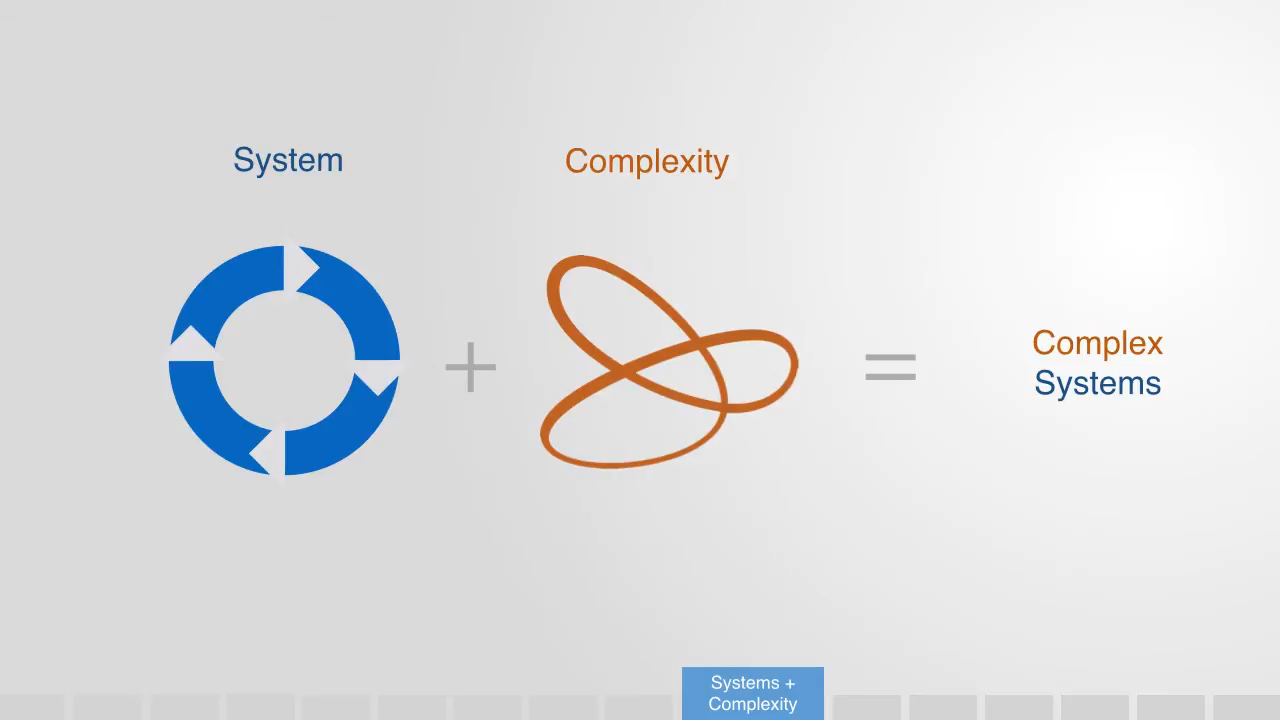 System
Complexity
+
=
Complex
Systems
Systems +
Complexity